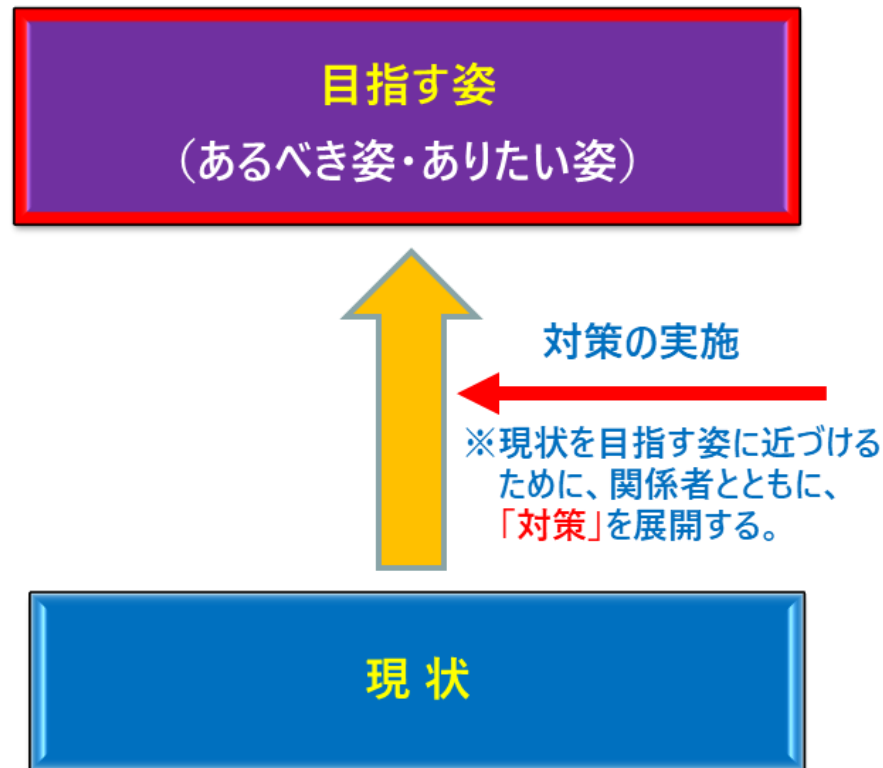 目指す姿
（あるべき姿・ありたい姿）
対策の実施
※現状を目指す姿に近づける
ために、関係者とともに、
「対策」を展開する。
現 状